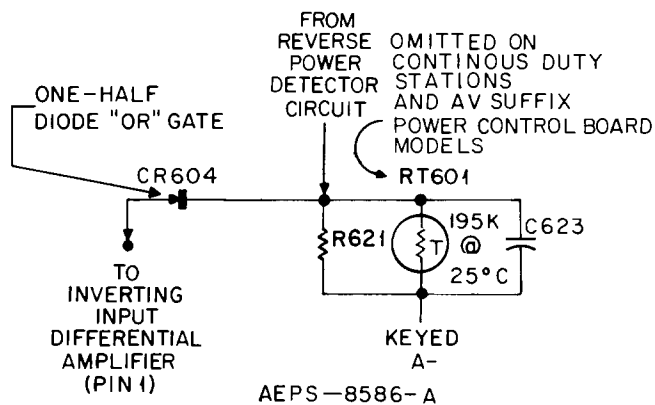 FROM
REVERSE
POWER
DETECTOR
CIRCUIT
OMITTED ON
CONTINOUS DUTY
STATIONS
AND AV SUFFIX
POWER CONTROL BOARD
MODELS
ONE-HALF
DIODE "OR" GATE
CR604
RT601
R621
T
195K
@
25°C
C623
TO
INVERTING
INPUT
DIFFERENTIAL
AMPLIFIER
(PIN 1)
KEYED
A-
AEPS-8586-A